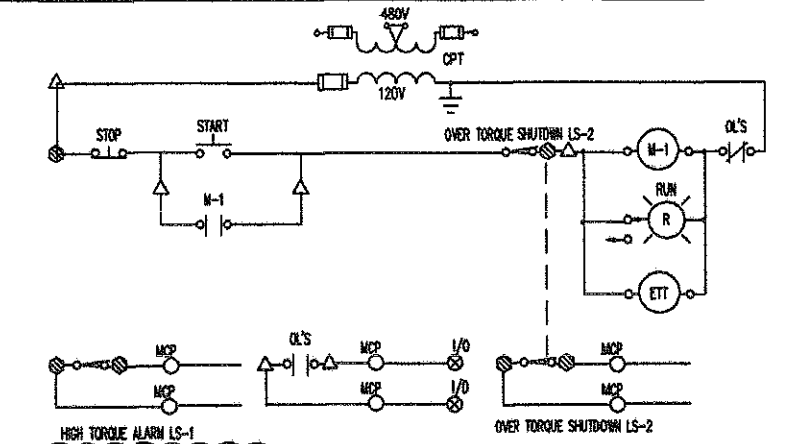 480V
CPT
120V
STOP
START
OVER TORQUE SHUTDOWN LS-2
OL'S
M-1
M-1
RUN
R
ETT
MCP
OL'S
MCP
I/O
MCP
MCP
MCP
I/O
MCP
HIGH TORQUE ALARM LS-1
OVER TORQUE SHUTDOWN LS-2